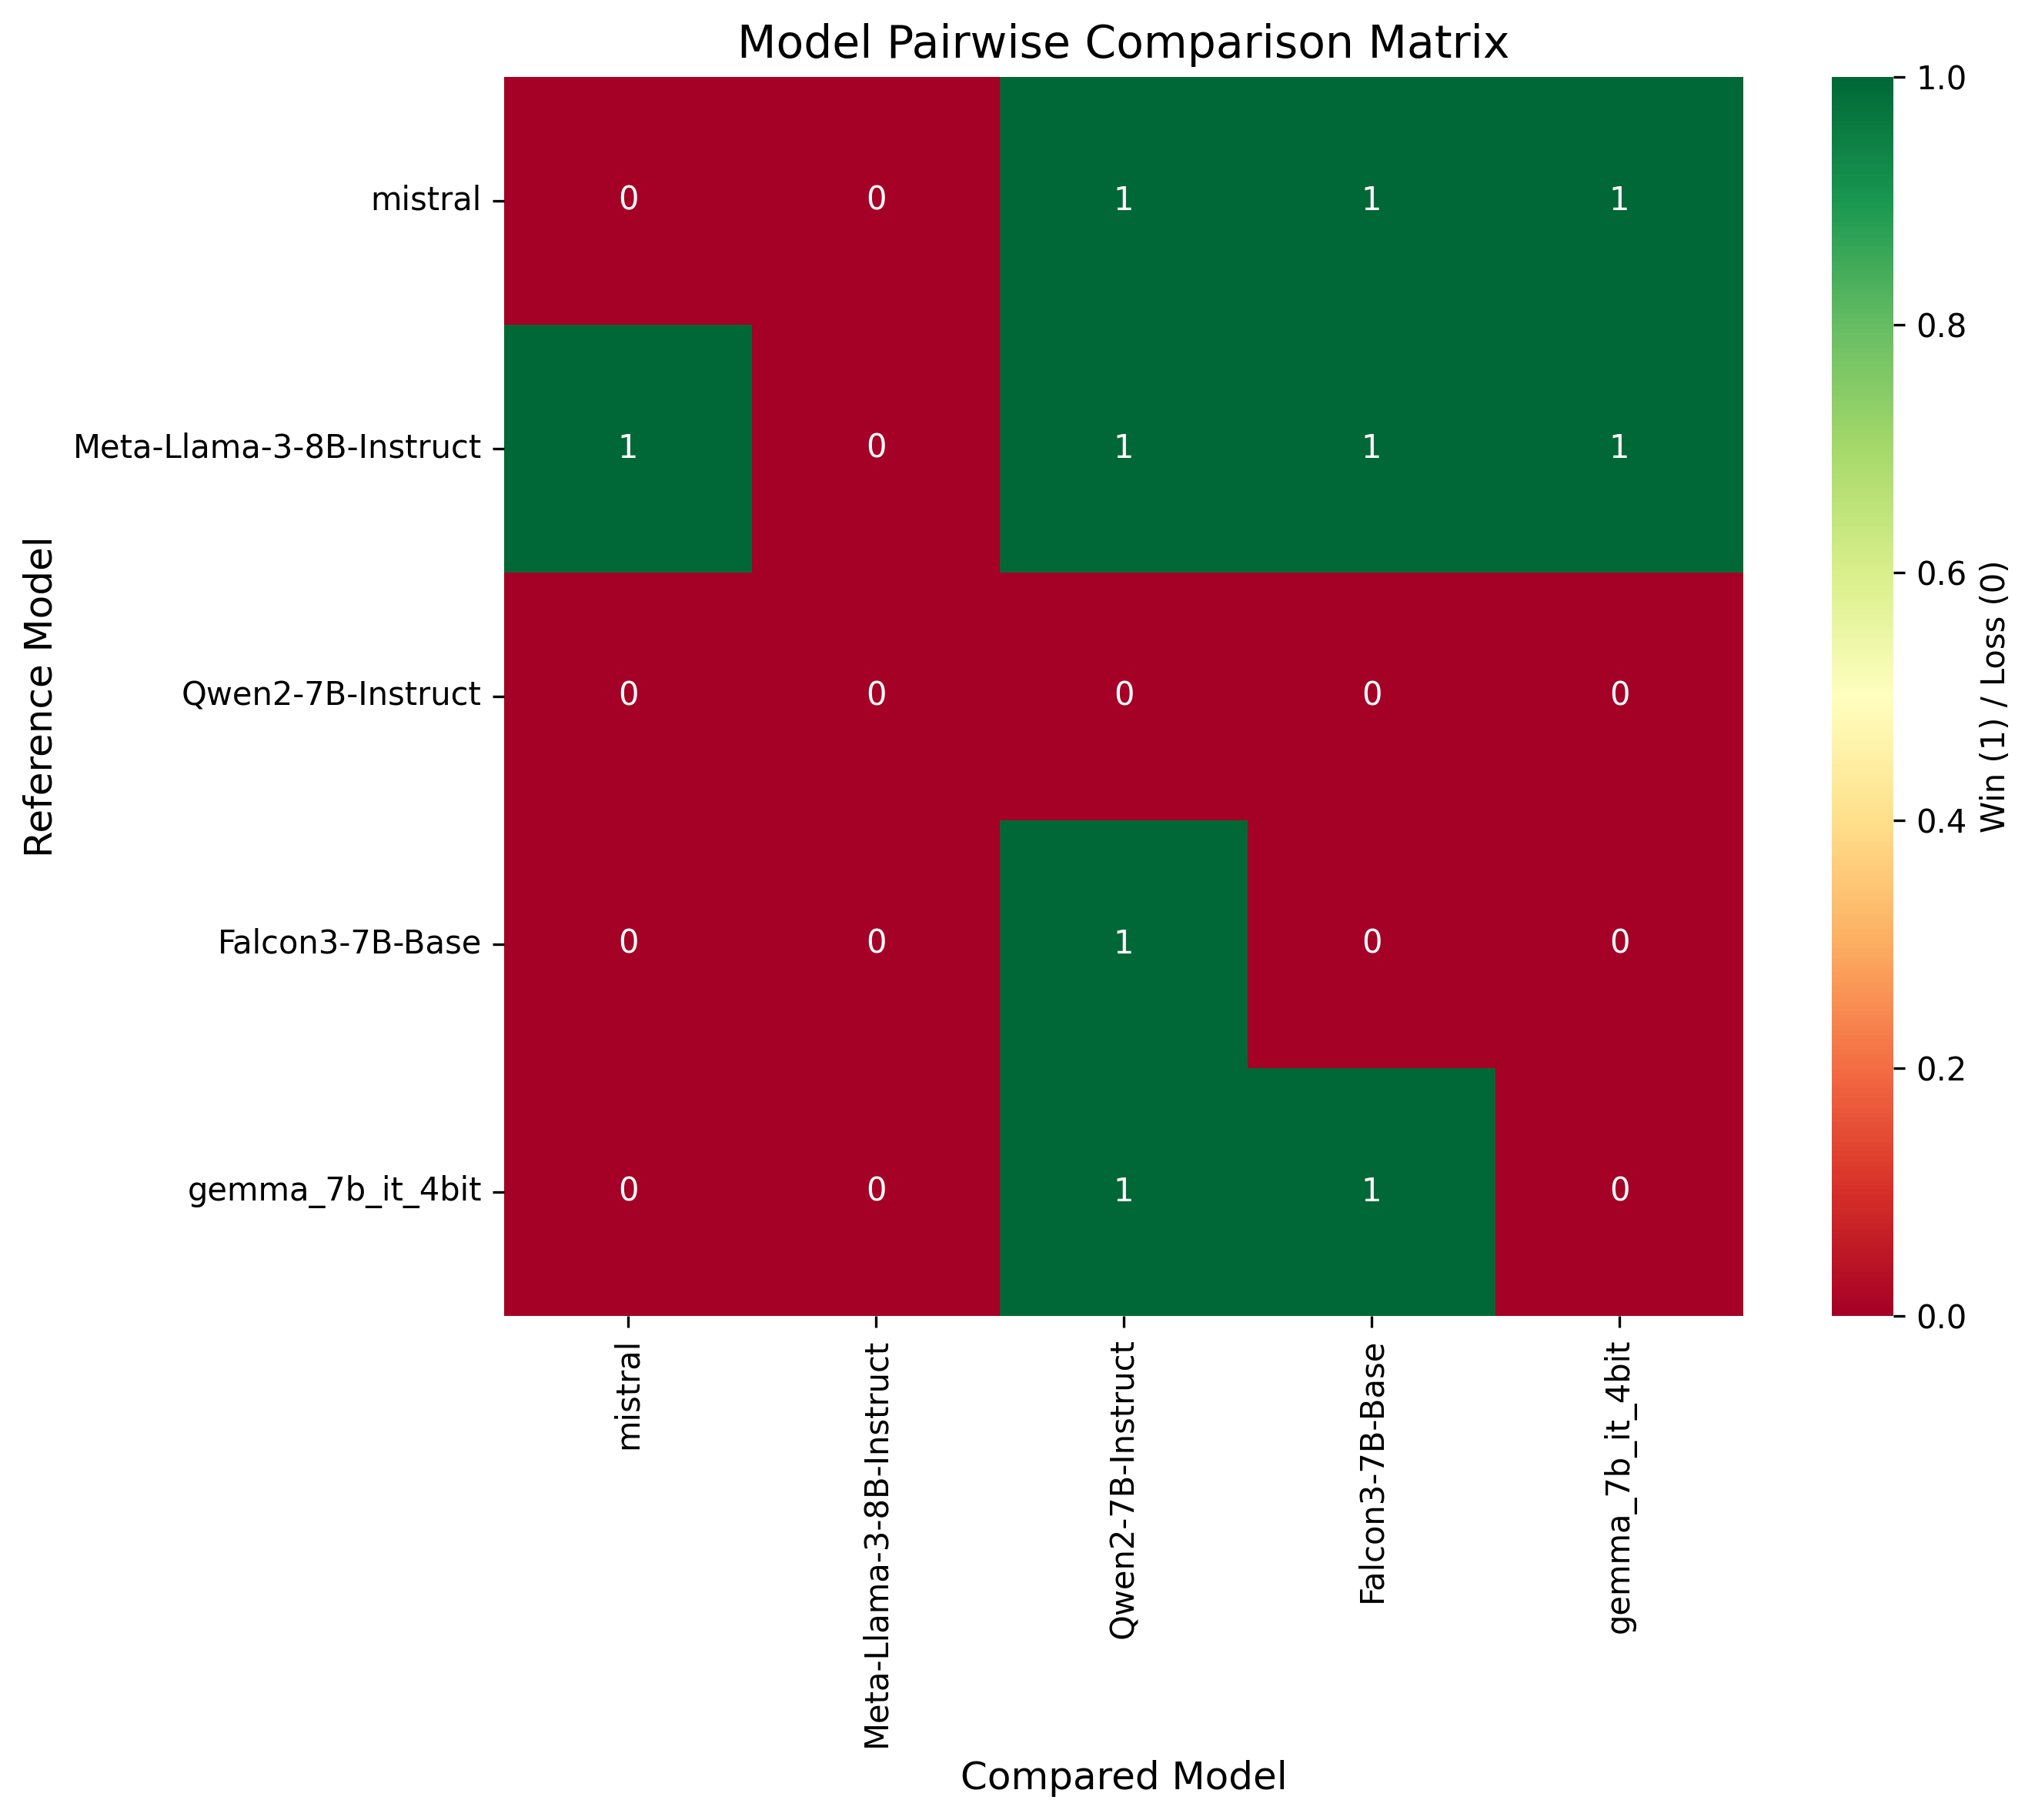 Model Pairwise Comparison Matrix
Reference Model
mistral
0 0 1 1 1
Meta-Llama-3-8B-Instruct
1 0 1 1 1
Qwen2-7B-Instruct
0 0 0 0 0
Falcon3-7B-Base
0 0 1 0 0
gemma_7b_it_4bit
0 0 1 1 0
mistral
Meta-Llama-3-8B-Instruct
Qwen2-7B-Instruct
Falcon3-7B-Base
gemma_7b_it_4bit
Compared Model
1.0
0.8
0.6
0.4
0.2
0.0
Win (1) / Loss (0)